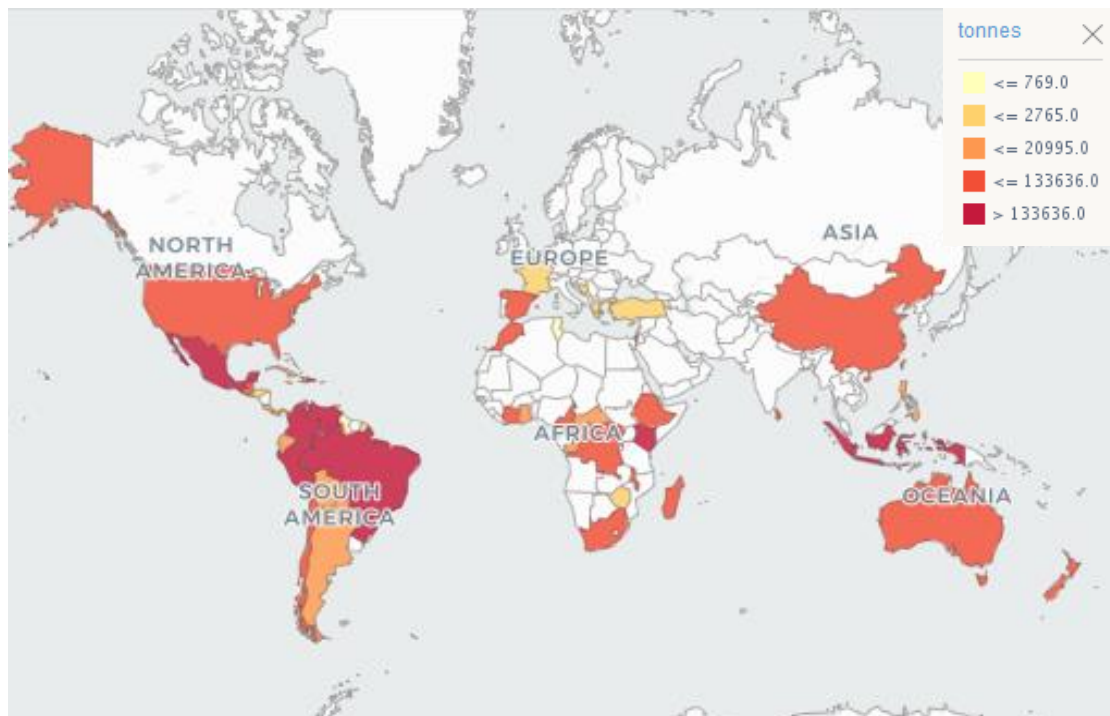 tonnes
<= 769.0
<= 2765.0
<= 20995.0
<= 133636.0
> 133636.0
NORTH
AMERICA
EUROPE
ASIA
AFRICA
SOUTH
AMERICA
OCEANIA